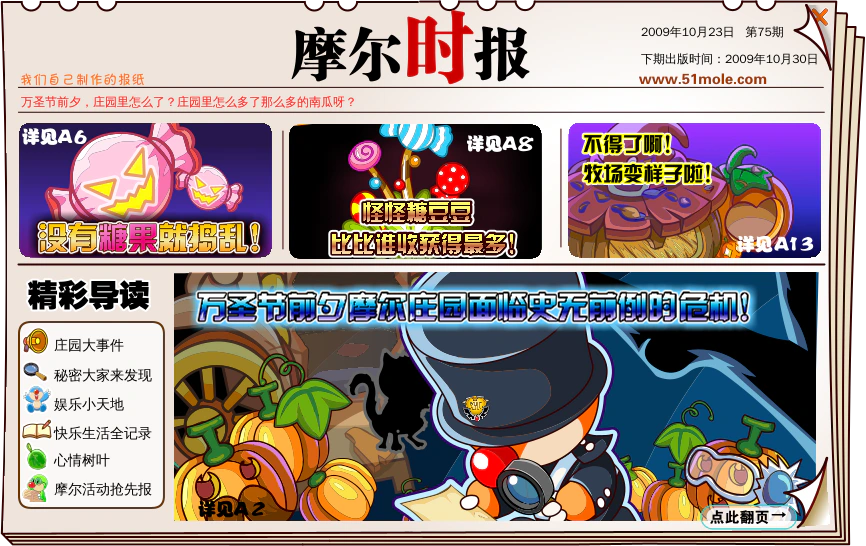 摩尔时报
2009年10月23日 第75期
下期出版时间：2009年10月30日
我们自己制作的报纸
www.51mole.com
万圣节前夕，庄园里怎么了？庄园里怎么多了那么多的南瓜呀？
详见A6
没有糖果就捣乱！
详见A8
怪怪糖豆豆
比比谁收获得最多！
不得了啊！
牧场变样子啦！
详见A13
精彩导读
庄园大事件
秘密大家来发现
娱乐小天地
快乐生活全记录
心情树叶
摩尔活动抢先报
万圣节前夕摩尔庄园面临史无前例的危机！
详见A2
点此翻页→